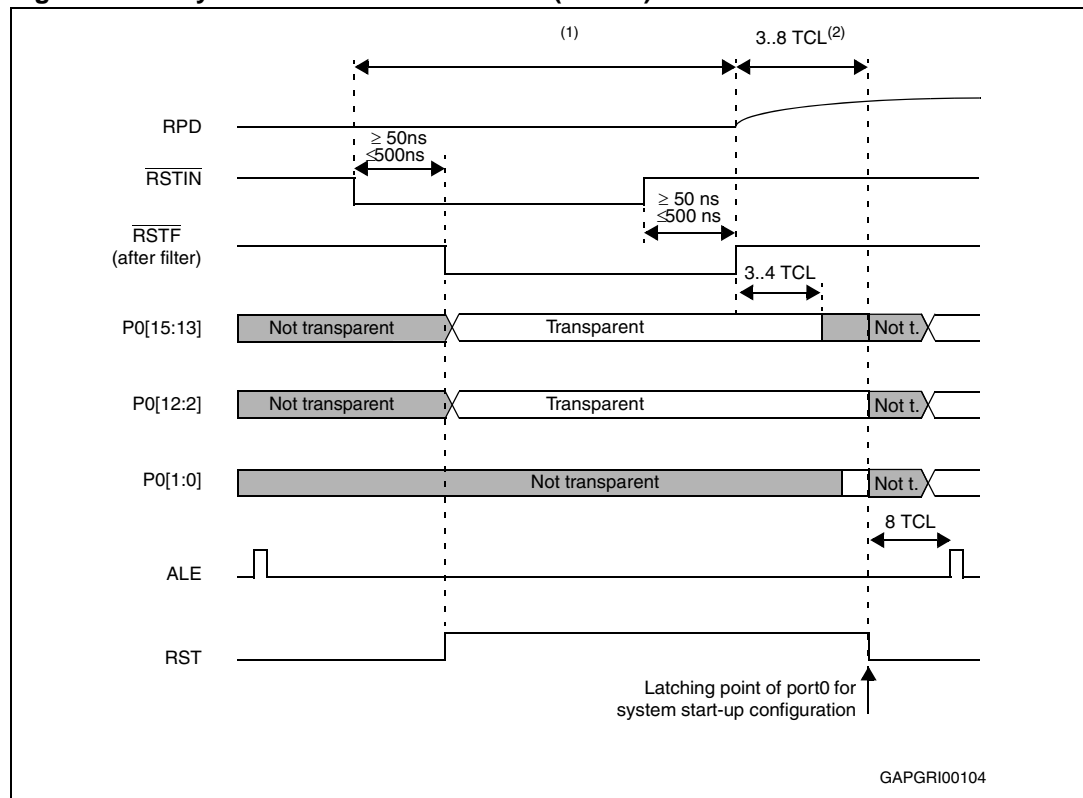 (1)
3..8 TCL(2)
RPD
≥ 50ns
≤500ns
RSTIN
≥ 50 ns
≤500 ns
RSTF
(after filter)
3..4 TCL
P0[15:13]
Not transparent
Transparent
Not t.
P0[12:2]
Not transparent
Transparent
Not t.
P0[1:0]
Not transparent
Not t.
8 TCL
ALE
RST
Latching point of port0 for
system start-up configuration
GAPGRI00104